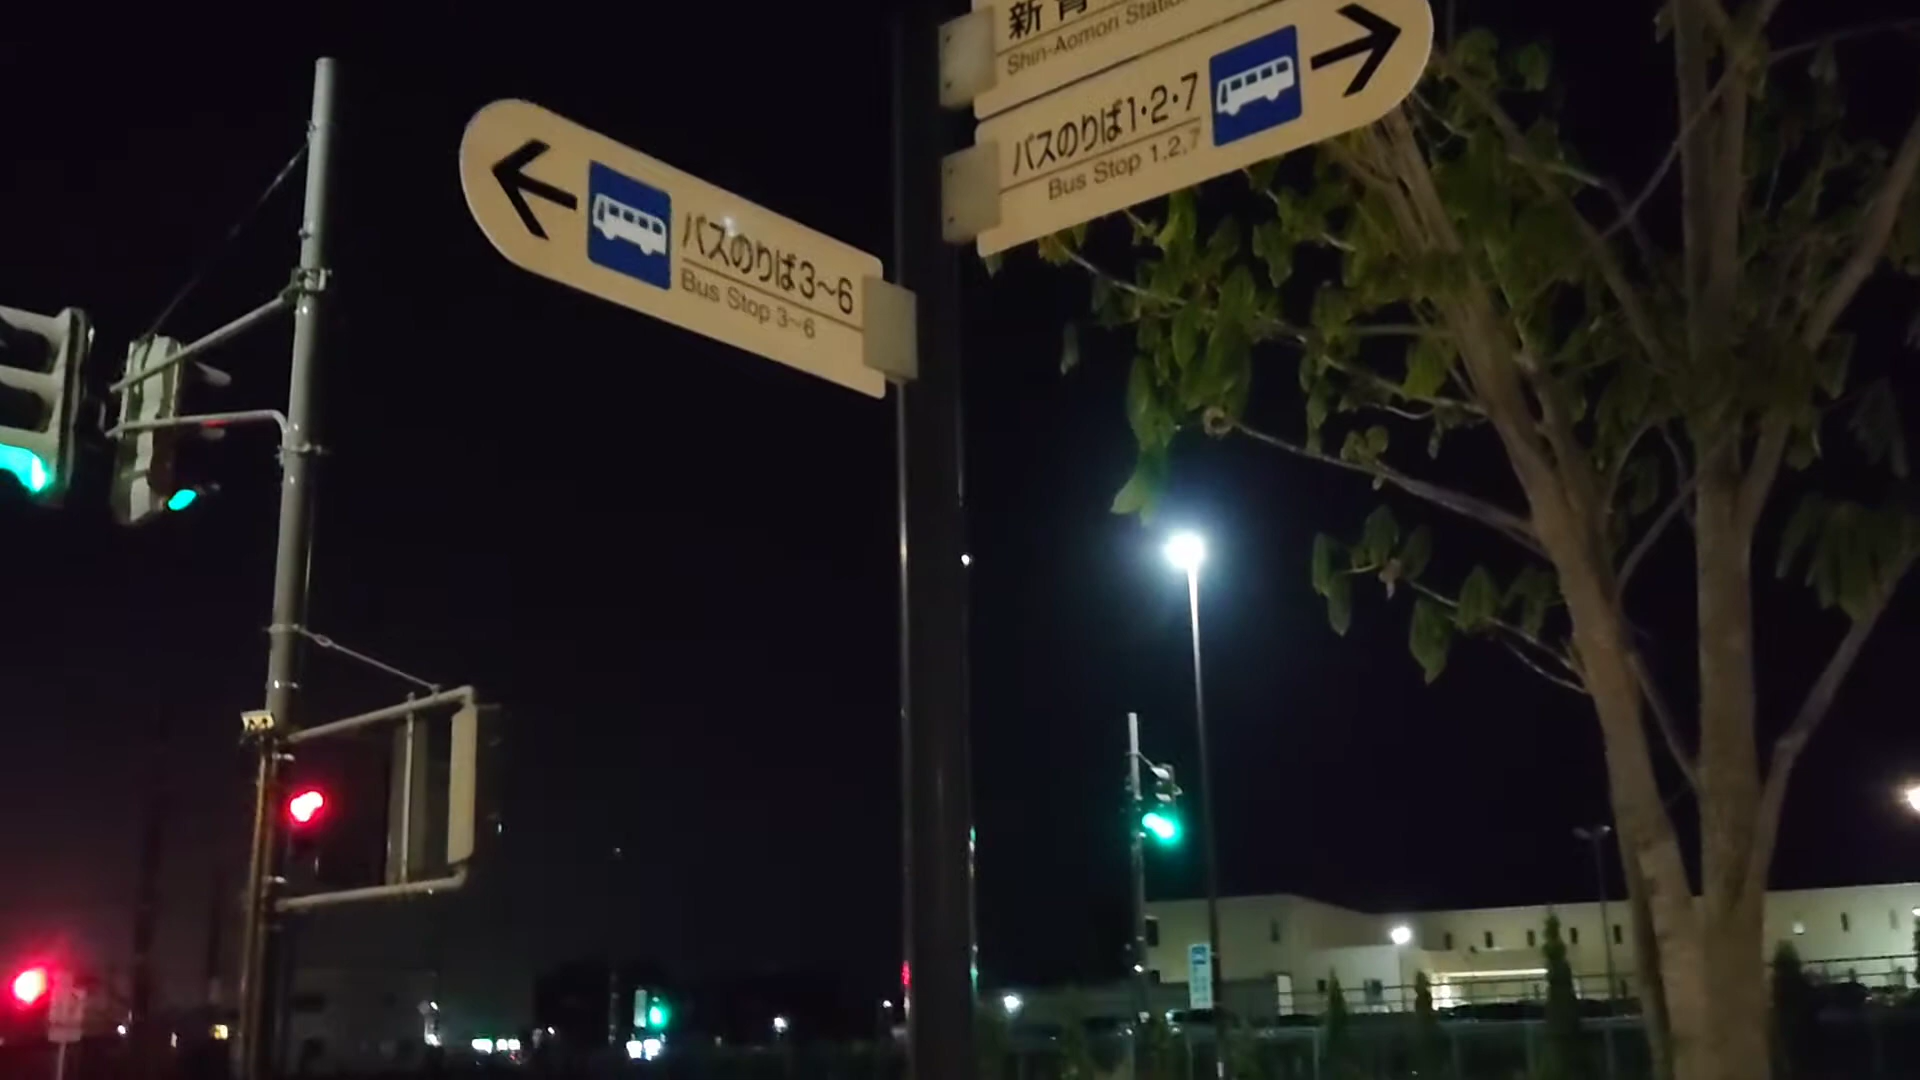 バスのりば3〜6
Bus Stop 3~6
新青
Shin-Aomori Station
バスのりば1・2・7
Bus Stop 1.2.7